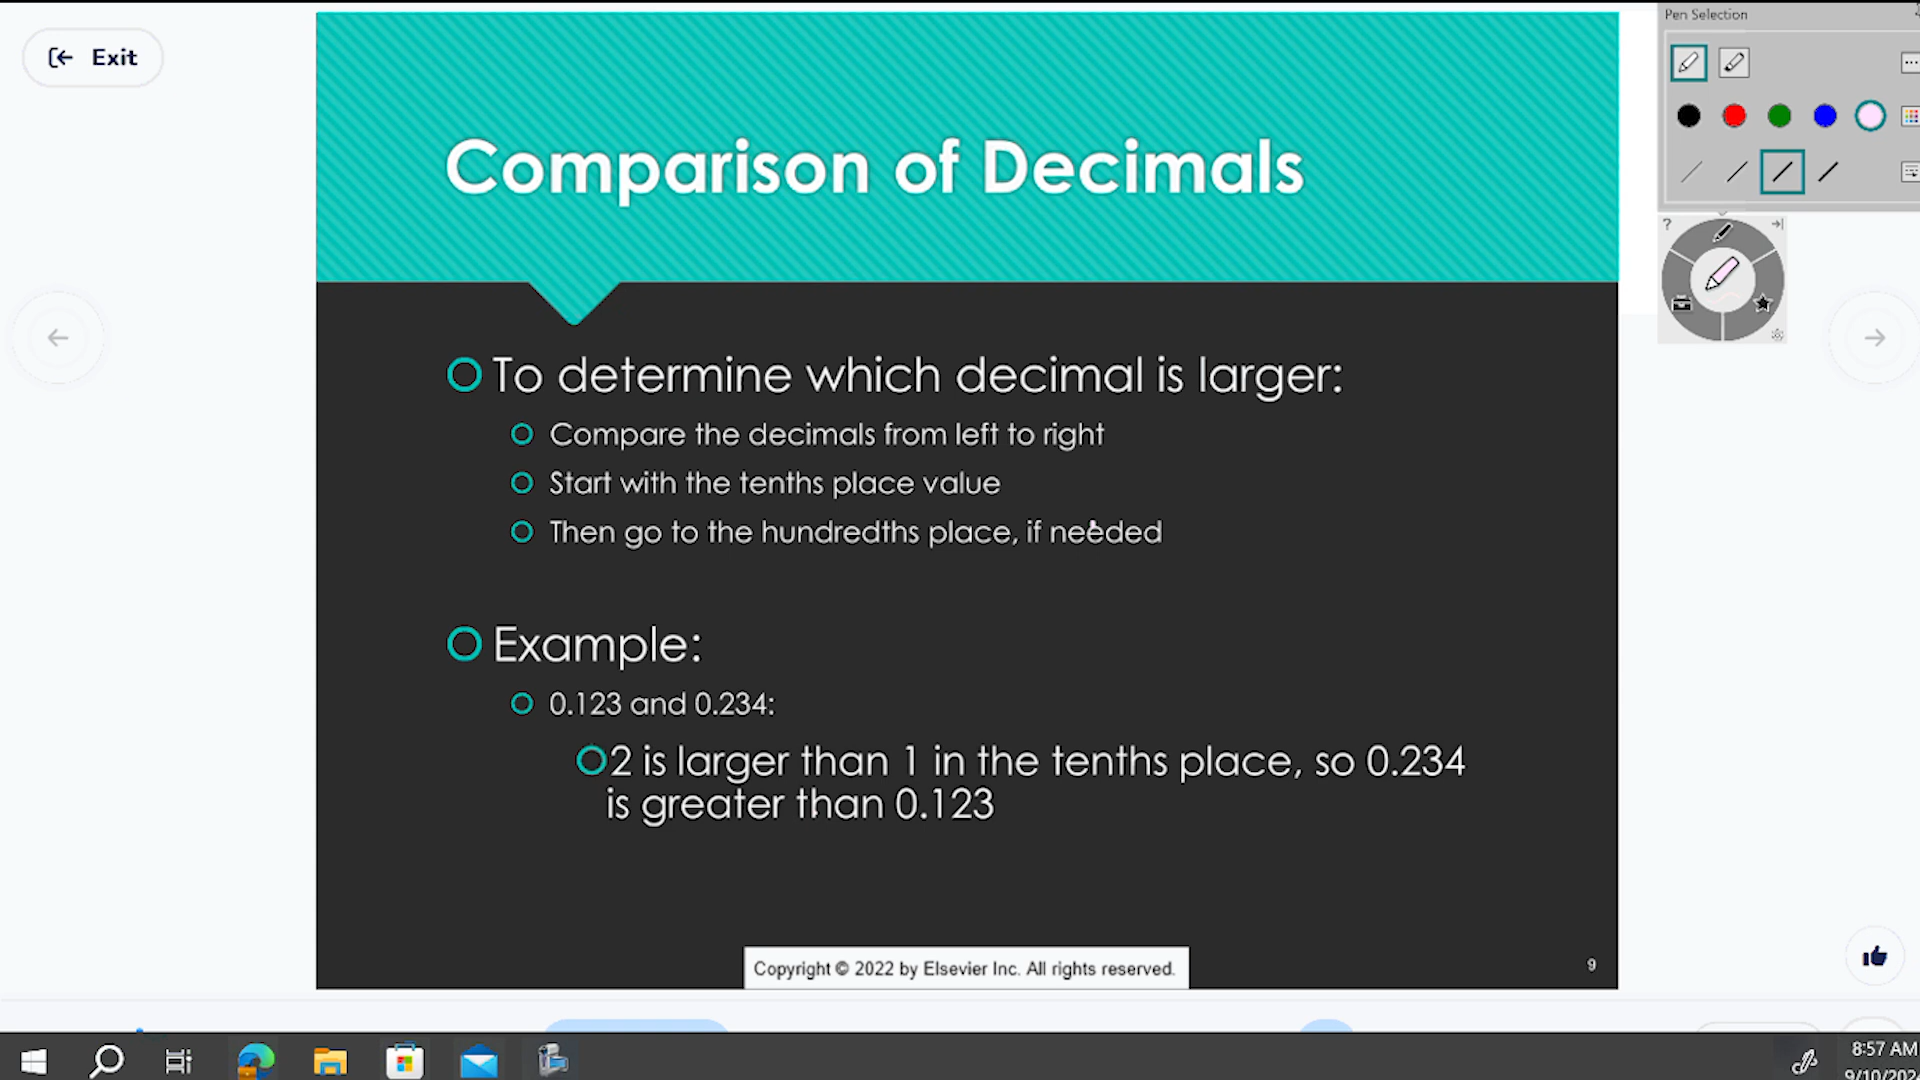 Pen Selection
Exit
?
Comparison of Decimals
To determine which decimal is larger:
Compare the decimals from left to right
Start with the tenths place value
Then go to the hundredths place, if needed
Example:
0.123 and 0.234:
2 is larger than 1 in the tenths place, so 0.234
is greater than 0.123
Copyright © 2022 by Elsevier Inc. All rights reserved.
9
8:57 AM
9/10/202